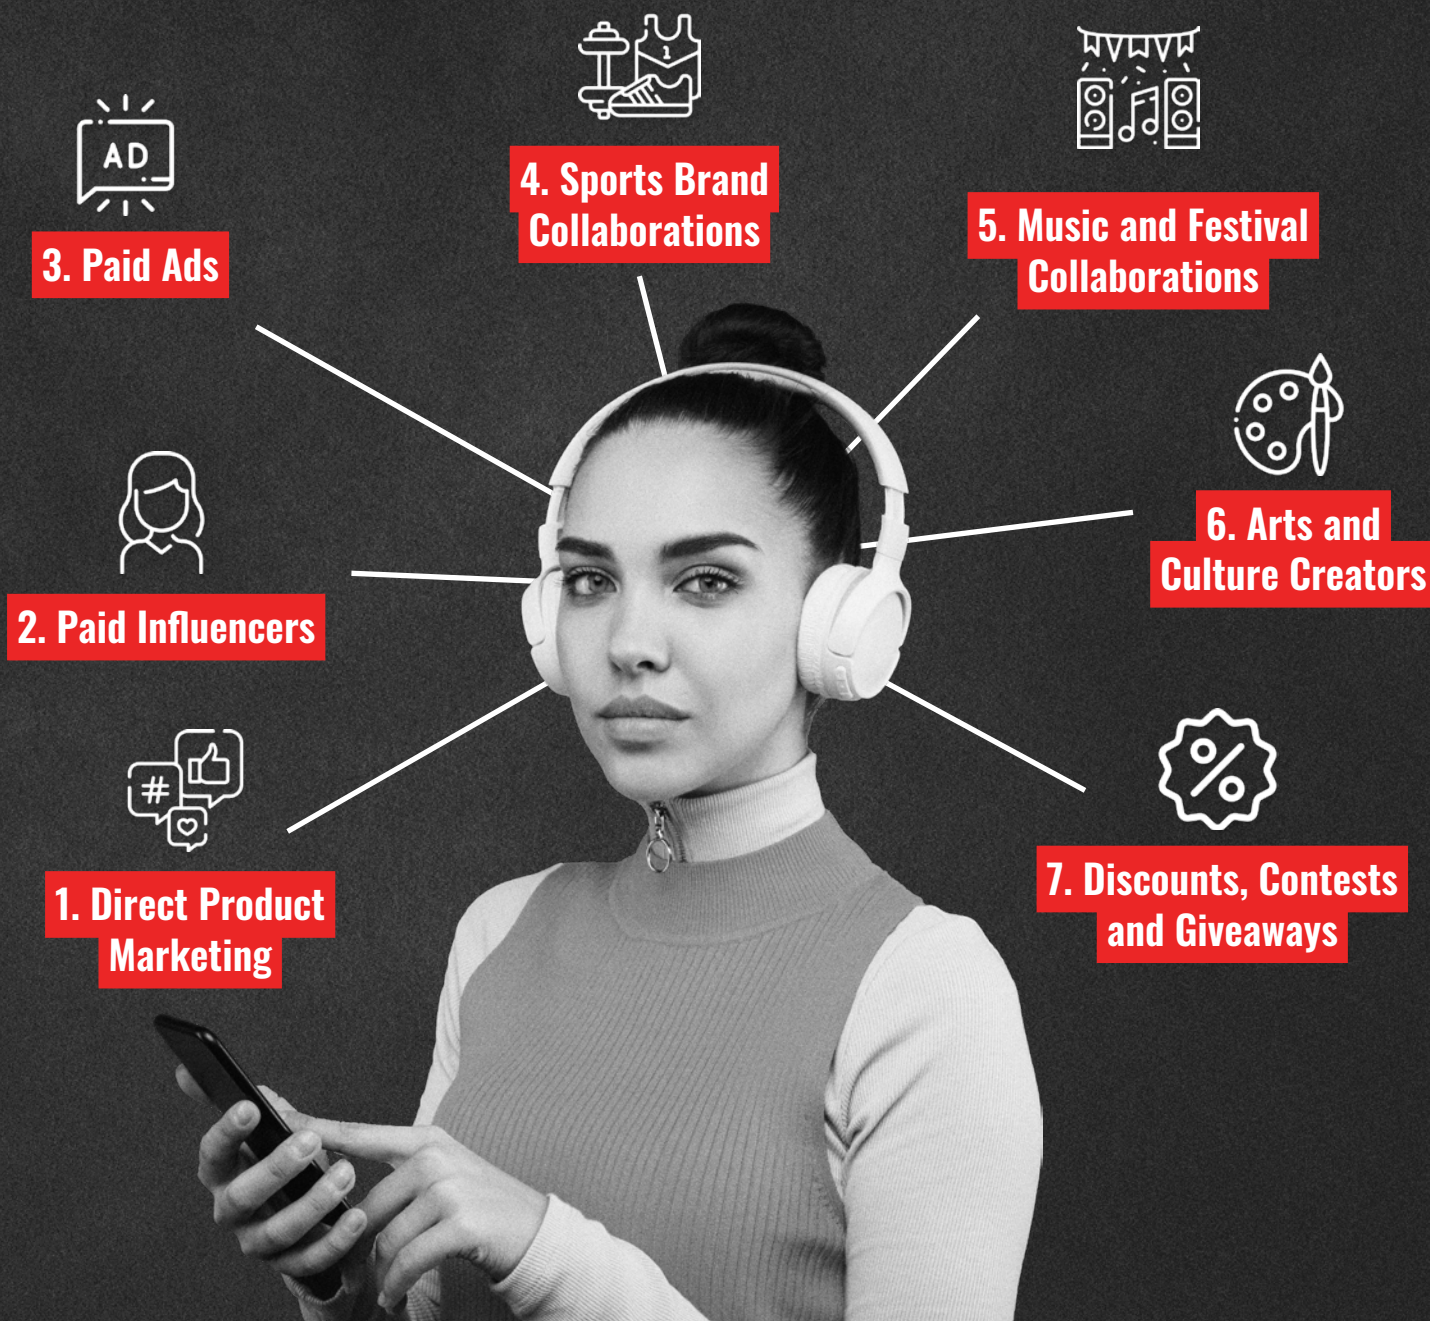 4. Sports Brand
Collaborations
5. Music and Festival
Collaborations
AD
3. Paid Ads
6. Arts and
Culture Creators
2. Paid Influencers
#
1. Direct Product
Marketing
%
7. Discounts, Contests
and Giveaways
1